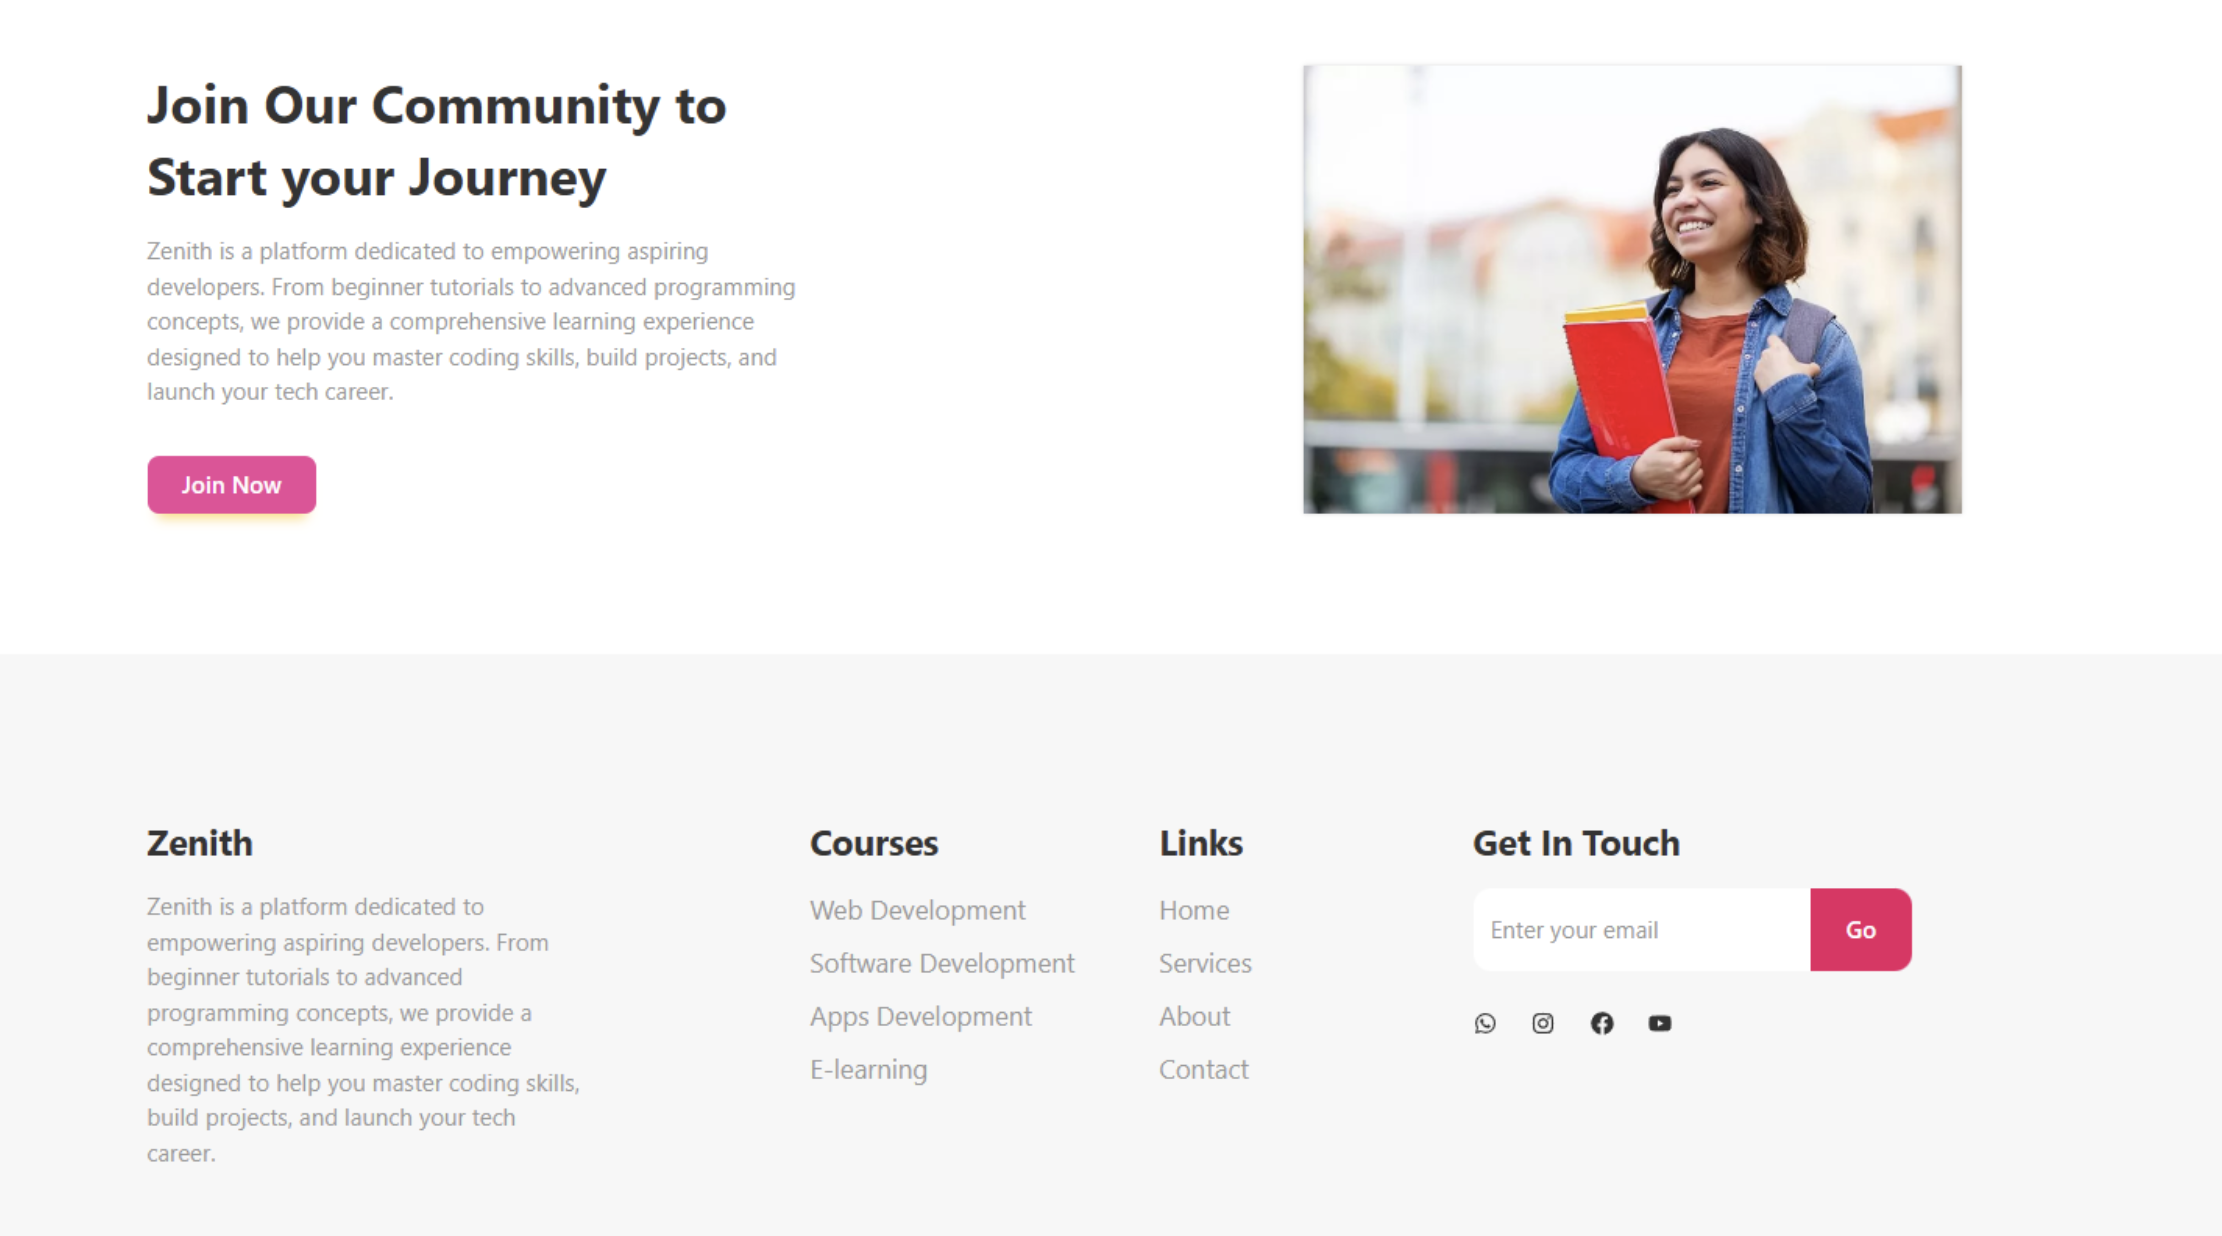 Join Our Community to
Start your Journey
Zenith is a platform dedicated to empowering aspiring
developers. From beginner tutorials to advanced programming
concepts, we provide a comprehensive learning experience
designed to help you master coding skills, build projects, and
launch your tech career.
Join Now
Zenith
Zenith is a platform dedicated to
empowering aspiring developers. From
beginner tutorials to advanced
programming concepts, we provide a
comprehensive learning experience
designed to help you master coding skills,
build projects, and launch your tech
career.
Courses
Web Development
Software Development
Apps Development
E-learning
Links
Home
Services
About
Contact
Get In Touch
Enter your email
Go